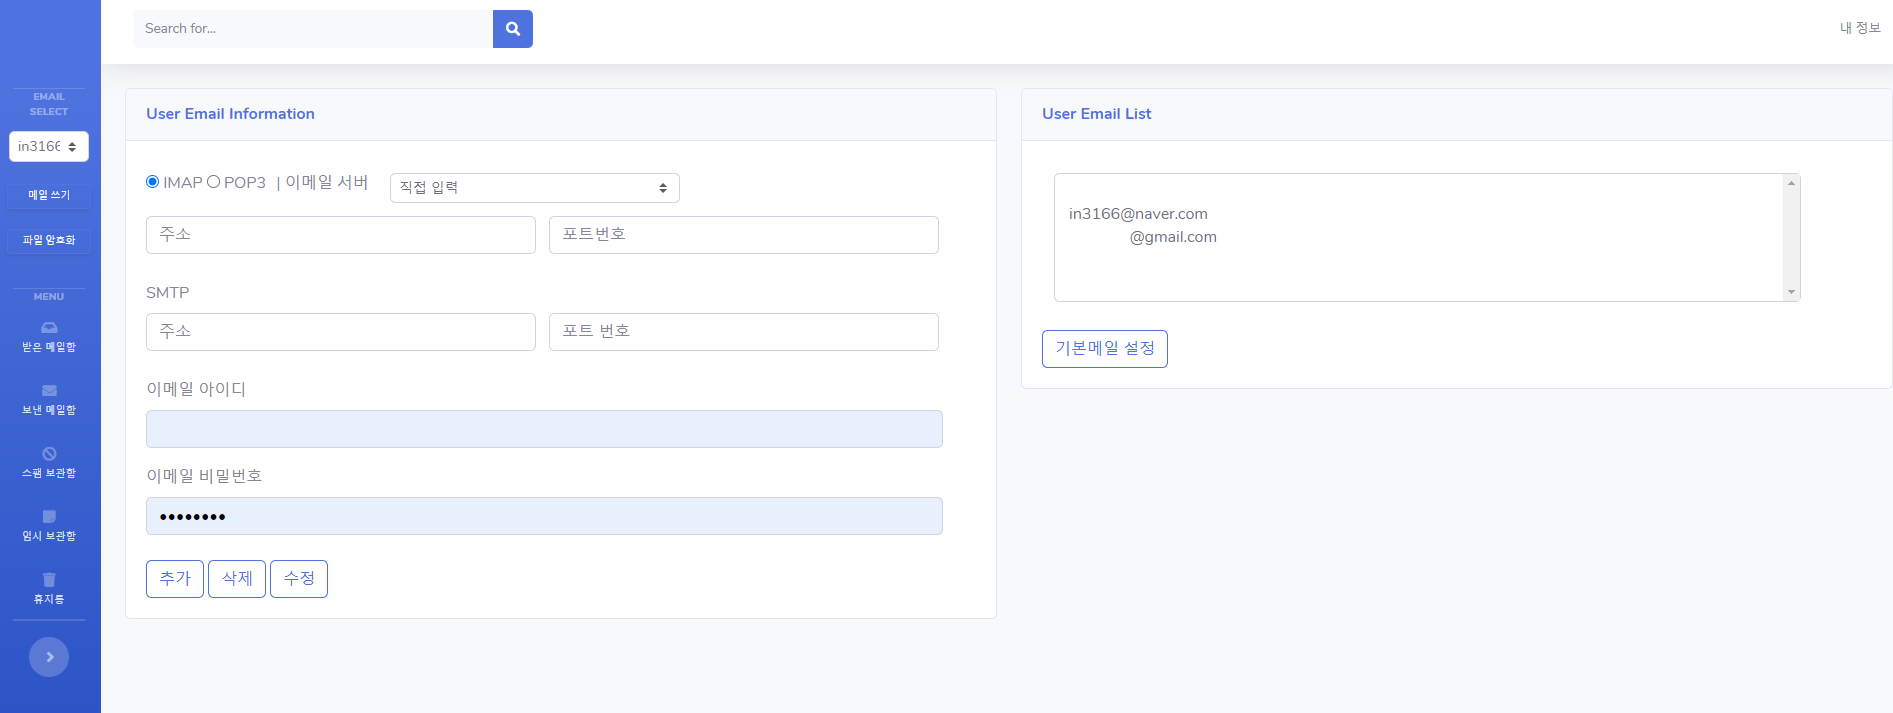 Search for...
내 정보
EMAIL
SELECT
in3166
메일 쓰기
파일 암호화
MENU
받은 메일함
보낸 메일함
스팸 보관함
임시 보관함
휴지통
User Email Information
IMAP POP3 | 이메일 서버 직접 입력
주소 포트번호
SMTP
주소 포트 번호
이메일 아이디
이메일 비밀번호
••••••••
추가 삭제 수정
User Email List
in3166@naver.com
@gmail.com
기본메일 설정